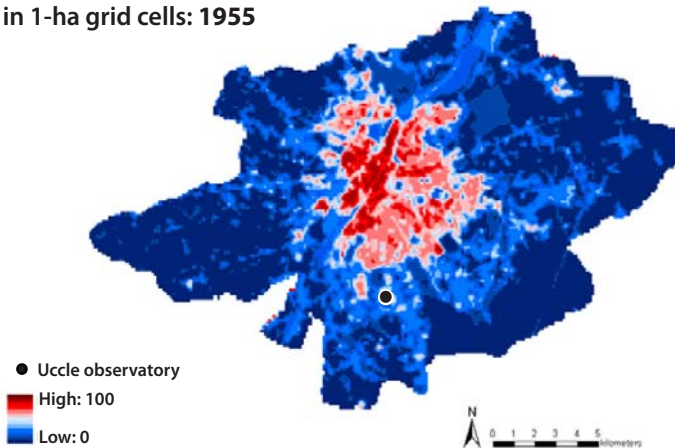 in 1-ha grid cells: 1955
Uccle observatory
High: 100
Low: 0
N
0 1 2 3 4 5
kilometers